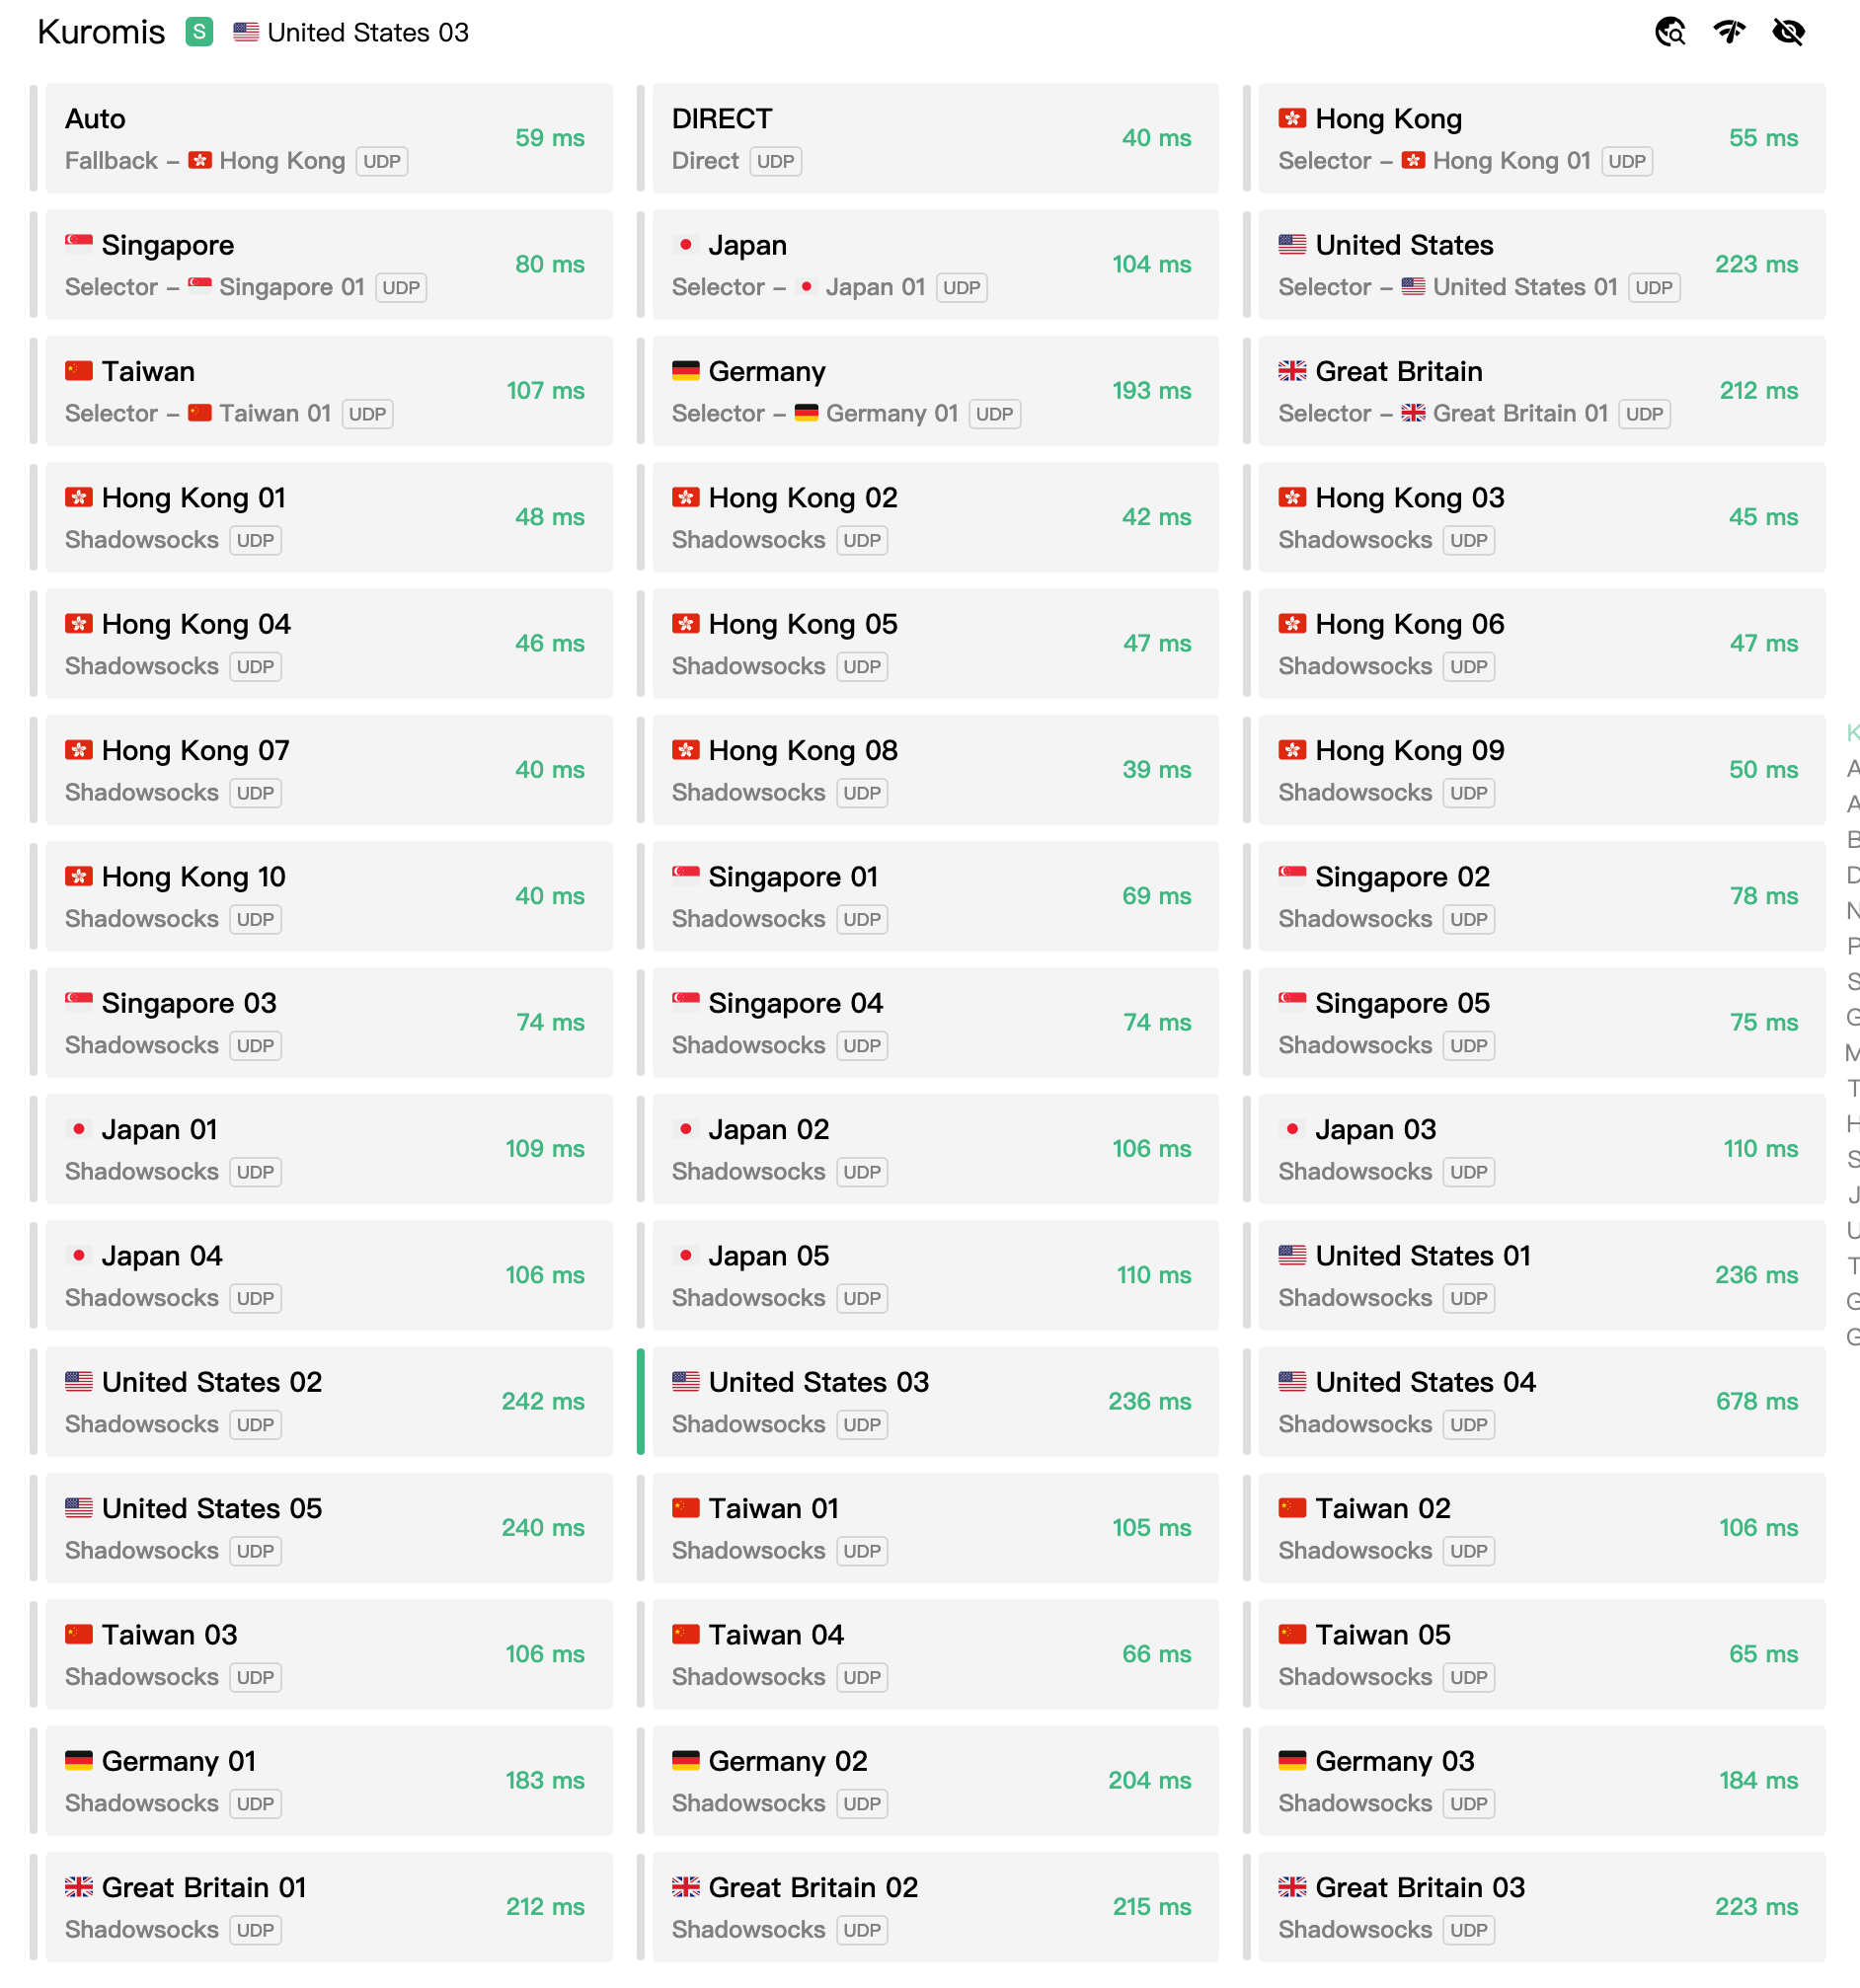 Kuromis S United States 03
Auto
59 ms
Fallback – Hong Kong UDP
DIRECT
40 ms
Direct UDP
Hong Kong
55 ms
Selector – Hong Kong 01 UDP
Singapore
80 ms
Selector – Singapore 01 UDP
Japan
104 ms
Selector – Japan 01 UDP
United States
223 ms
Selector – United States 01 UDP
Taiwan
107 ms
Selector – Taiwan 01 UDP
Germany
193 ms
Selector – Germany 01 UDP
Great Britain
212 ms
Selector – Great Britain 01 UDP
Hong Kong 01
48 ms
Shadowsocks UDP
Hong Kong 02
42 ms
Shadowsocks UDP
Hong Kong 03
45 ms
Shadowsocks UDP
Hong Kong 04
46 ms
Shadowsocks UDP
Hong Kong 05
47 ms
Shadowsocks UDP
Hong Kong 06
47 ms
Shadowsocks UDP
Hong Kong 07
40 ms
Shadowsocks UDP
Hong Kong 08
39 ms
Shadowsocks UDP
Hong Kong 09
50 ms
Shadowsocks UDP
Hong Kong 10
40 ms
Shadowsocks UDP
Singapore 01
69 ms
Shadowsocks UDP
Singapore 02
78 ms
Shadowsocks UDP
Singapore 03
74 ms
Shadowsocks UDP
Singapore 04
74 ms
Shadowsocks UDP
Singapore 05
75 ms
Shadowsocks UDP
Japan 01
109 ms
Shadowsocks UDP
Japan 02
106 ms
Shadowsocks UDP
Japan 03
110 ms
Shadowsocks UDP
Japan 04
106 ms
Shadowsocks UDP
Japan 05
110 ms
Shadowsocks UDP
United States 01
236 ms
Shadowsocks UDP
United States 02
242 ms
Shadowsocks UDP
United States 03
236 ms
Shadowsocks UDP
United States 04
678 ms
Shadowsocks UDP
United States 05
240 ms
Shadowsocks UDP
Taiwan 01
105 ms
Shadowsocks UDP
Taiwan 02
106 ms
Shadowsocks UDP
Taiwan 03
106 ms
Shadowsocks UDP
Taiwan 04
66 ms
Shadowsocks UDP
Taiwan 05
65 ms
Shadowsocks UDP
Germany 01
183 ms
Shadowsocks UDP
Germany 02
204 ms
Shadowsocks UDP
Germany 03
184 ms
Shadowsocks UDP
Great Britain 01
212 ms
Shadowsocks UDP
Great Britain 02
215 ms
Shadowsocks UDP
Great Britain 03
223 ms
Shadowsocks UDP